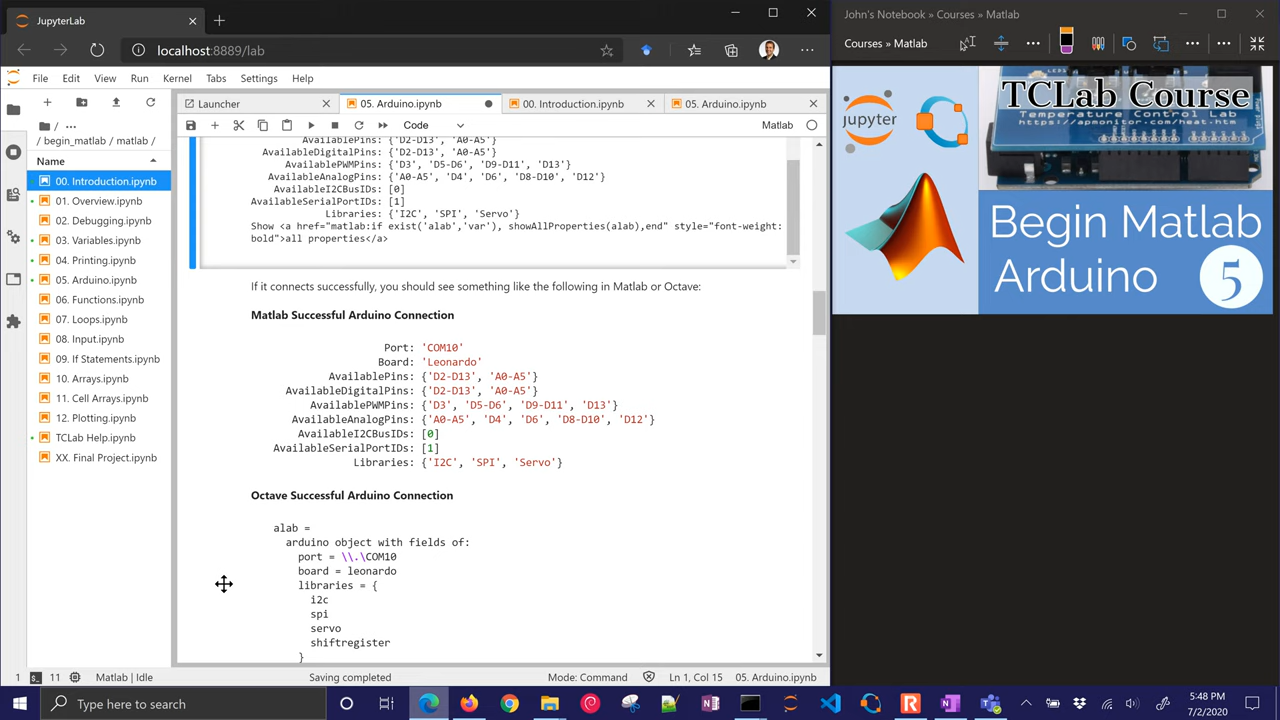 JupyterLab
localhost:8889/lab
File Edit View Run Kernel Tabs Settings Help
Launcher
05. Arduino.ipynb
00. Introduction.ipynb
05. Arduino.ipynb
/ ...
/ begin_matlab / matlab /
Code
Matlab
Name
00. Introduction.ipynb
01. Overview.ipynb
02. Debugging.ipynb
03. Variables.ipynb
04. Printing.ipynb
05. Arduino.ipynb
06. Functions.ipynb
07. Loops.ipynb
08. Input.ipynb
09. If Statements.ipynb
10. Arrays.ipynb
11. Cell Arrays.ipynb
12. Plotting.ipynb
TCLab Help.ipynb
XX. Final Project.ipynb
AvailablePins: {'D2-D13', 'A0-A5'}
AvailableDigitalPins: {'D2-D13', 'A0-A5'}
AvailablePWMPins: {'D3', 'D5-D6', 'D9-D11', 'D13'}
AvailableAnalogPins: {'A0-A5', 'D4', 'D6', 'D8-D10', 'D12'}
AvailableI2CBusIDs: [0]
AvailableSerialPortIDs: [1]
Libraries: {'I2C', 'SPI', 'Servo'}
Show <a href="matlab:if exist('alab','var'), showAllProperties(alab),end" style="font-weight:
bold">all properties</a>
If it connects successfully, you should see something like the following in Matlab or Octave:
Matlab Successful Arduino Connection
Port: 'COM10'
Board: 'Leonardo'
AvailablePins: {'D2-D13', 'A0-A5'}
AvailableDigitalPins: {'D2-D13', 'A0-A5'}
AvailablePWMPins: {'D3', 'D5-D6', 'D9-D11', 'D13'}
AvailableAnalogPins: {'A0-A5', 'D4', 'D6', 'D8-D10', 'D12'}
AvailableI2CBusIDs: [0]
AvailableSerialPortIDs: [1]
Libraries: {'I2C', 'SPI', 'Servo'}
Octave Successful Arduino Connection
alab =
arduino object with fields of:
port = \\.\COM10
board = leonardo
libraries = {
i2c
spi
servo
shiftregister
}
1 11 Matlab | Idle Saving completed Mode: Command Ln 1, Col 15 05. Arduino.ipynb
John's Notebook » Courses » Matlab
Courses » Matlab
jupyter
TCLab Course
Temperature Control Lab
https://apmonitor.com/heat.htm
Begin Matlab
Arduino 5
Type here to search
5:48 PM
7/2/2020